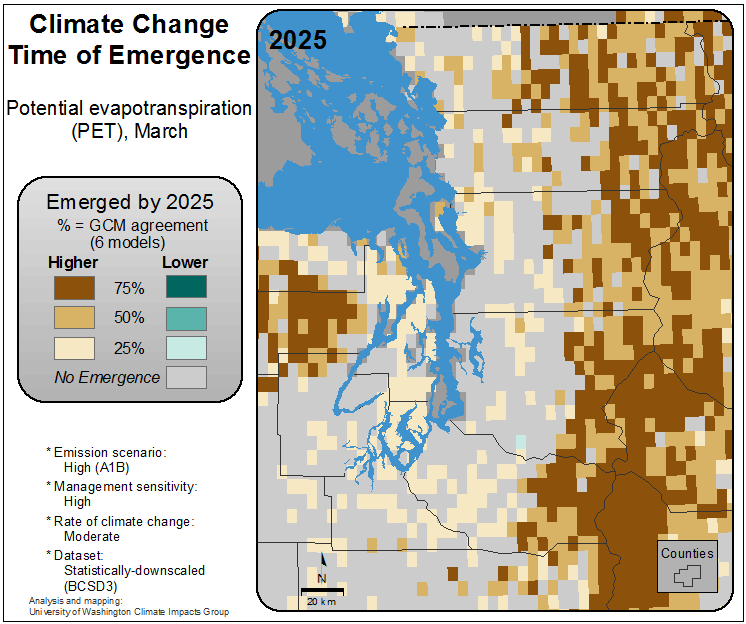 Climate Change
Time of Emergence
Potential evapotranspiration
(PET), March
Emerged by 2025
% = GCM agreement
(6 models)
Higher Lower
75%
50%
25%
No Emergence
* Emission scenario:
High (A1B)
* Management sensitivity:
High
* Rate of climate change:
Moderate
* Dataset:
Statistically-downscaled
(BCSD3)
Analysis and mapping:
University of Washington Climate Impacts Group
2025
N
20 km
Counties